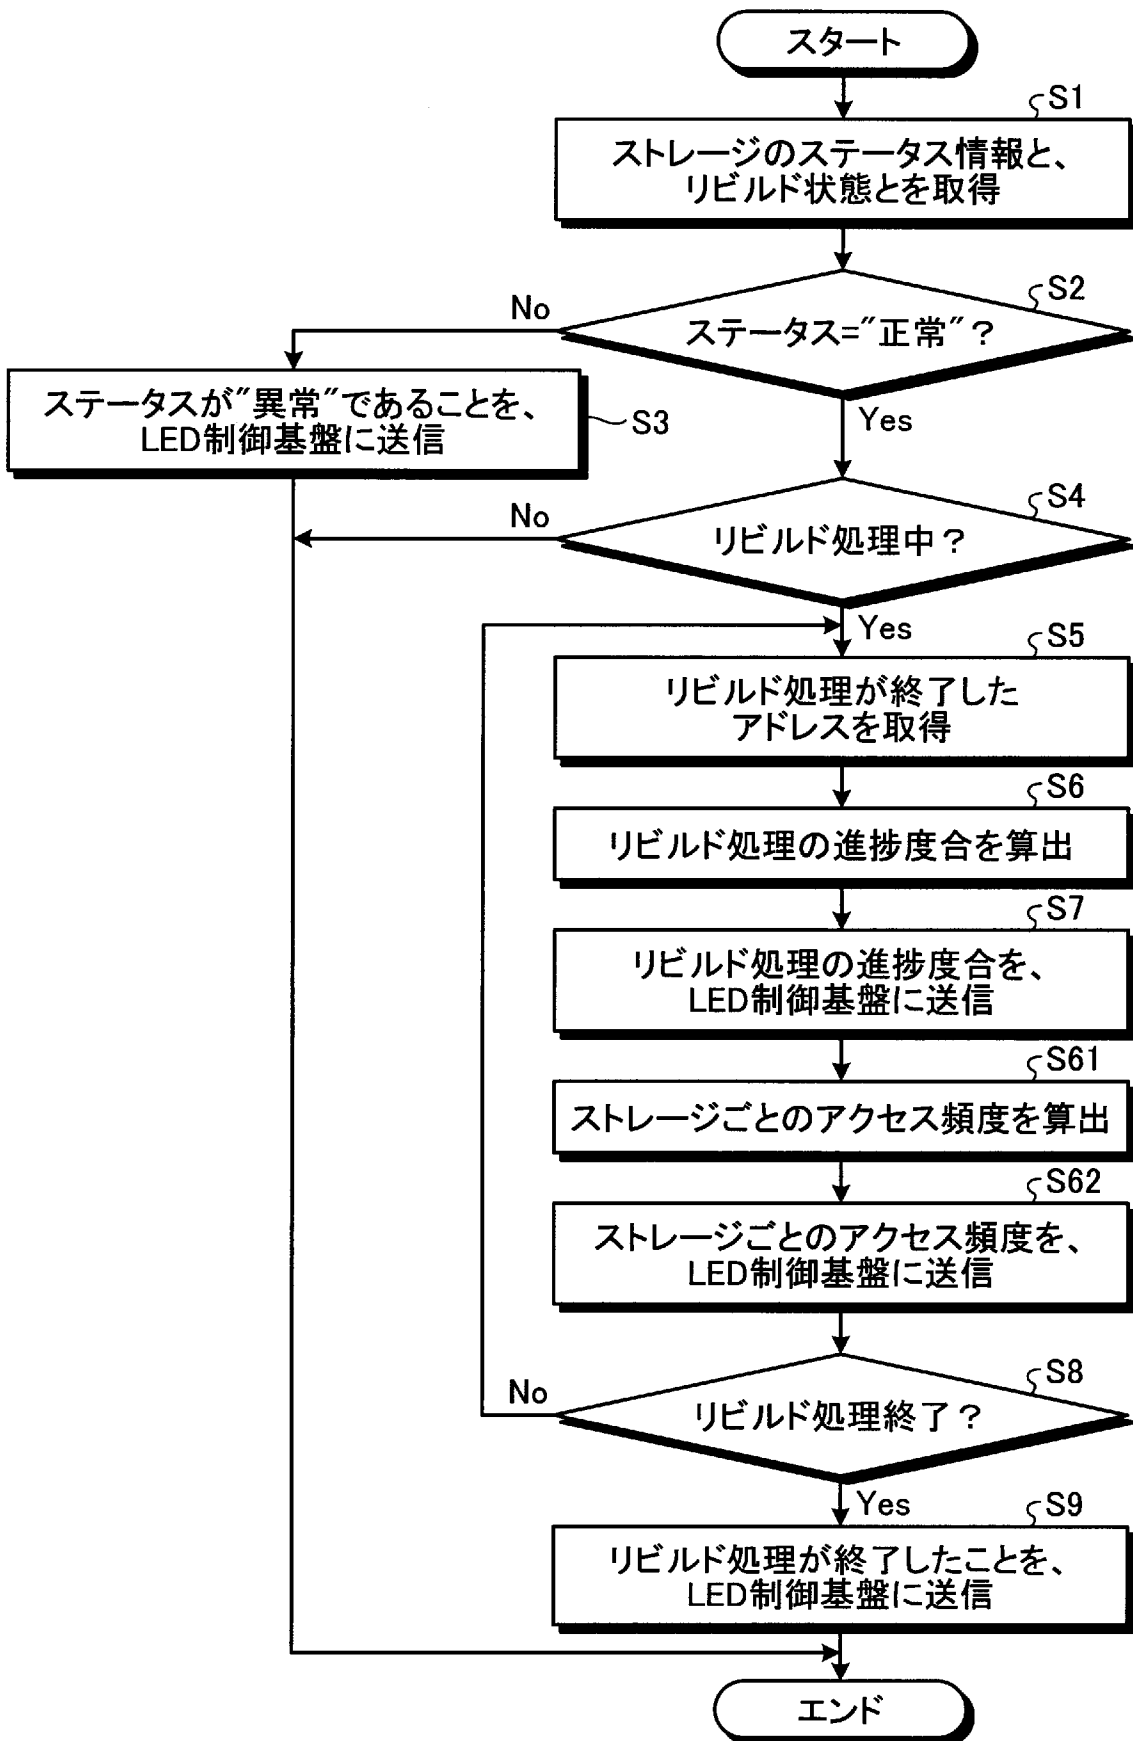 スタート
S1
ストレージのステータス情報と、
リビルド状態とを取得
S2
ステータス="正常"？
No
Yes
ステータスが"異常"であることを、
LED制御基盤に送信
S3
S4
リビルド処理中？
No
Yes
S5
リビルド処理が終了した
アドレスを取得
S6
リビルド処理の進捗度合を算出
S7
リビルド処理の進捗度合を、
LED制御基盤に送信
S61
ストレージごとのアクセス頻度を算出
S62
ストレージごとのアクセス頻度を、
LED制御基盤に送信
S8
リビルド処理終了？
No
Yes
S9
リビルド処理が終了したことを、
LED制御基盤に送信
エンド